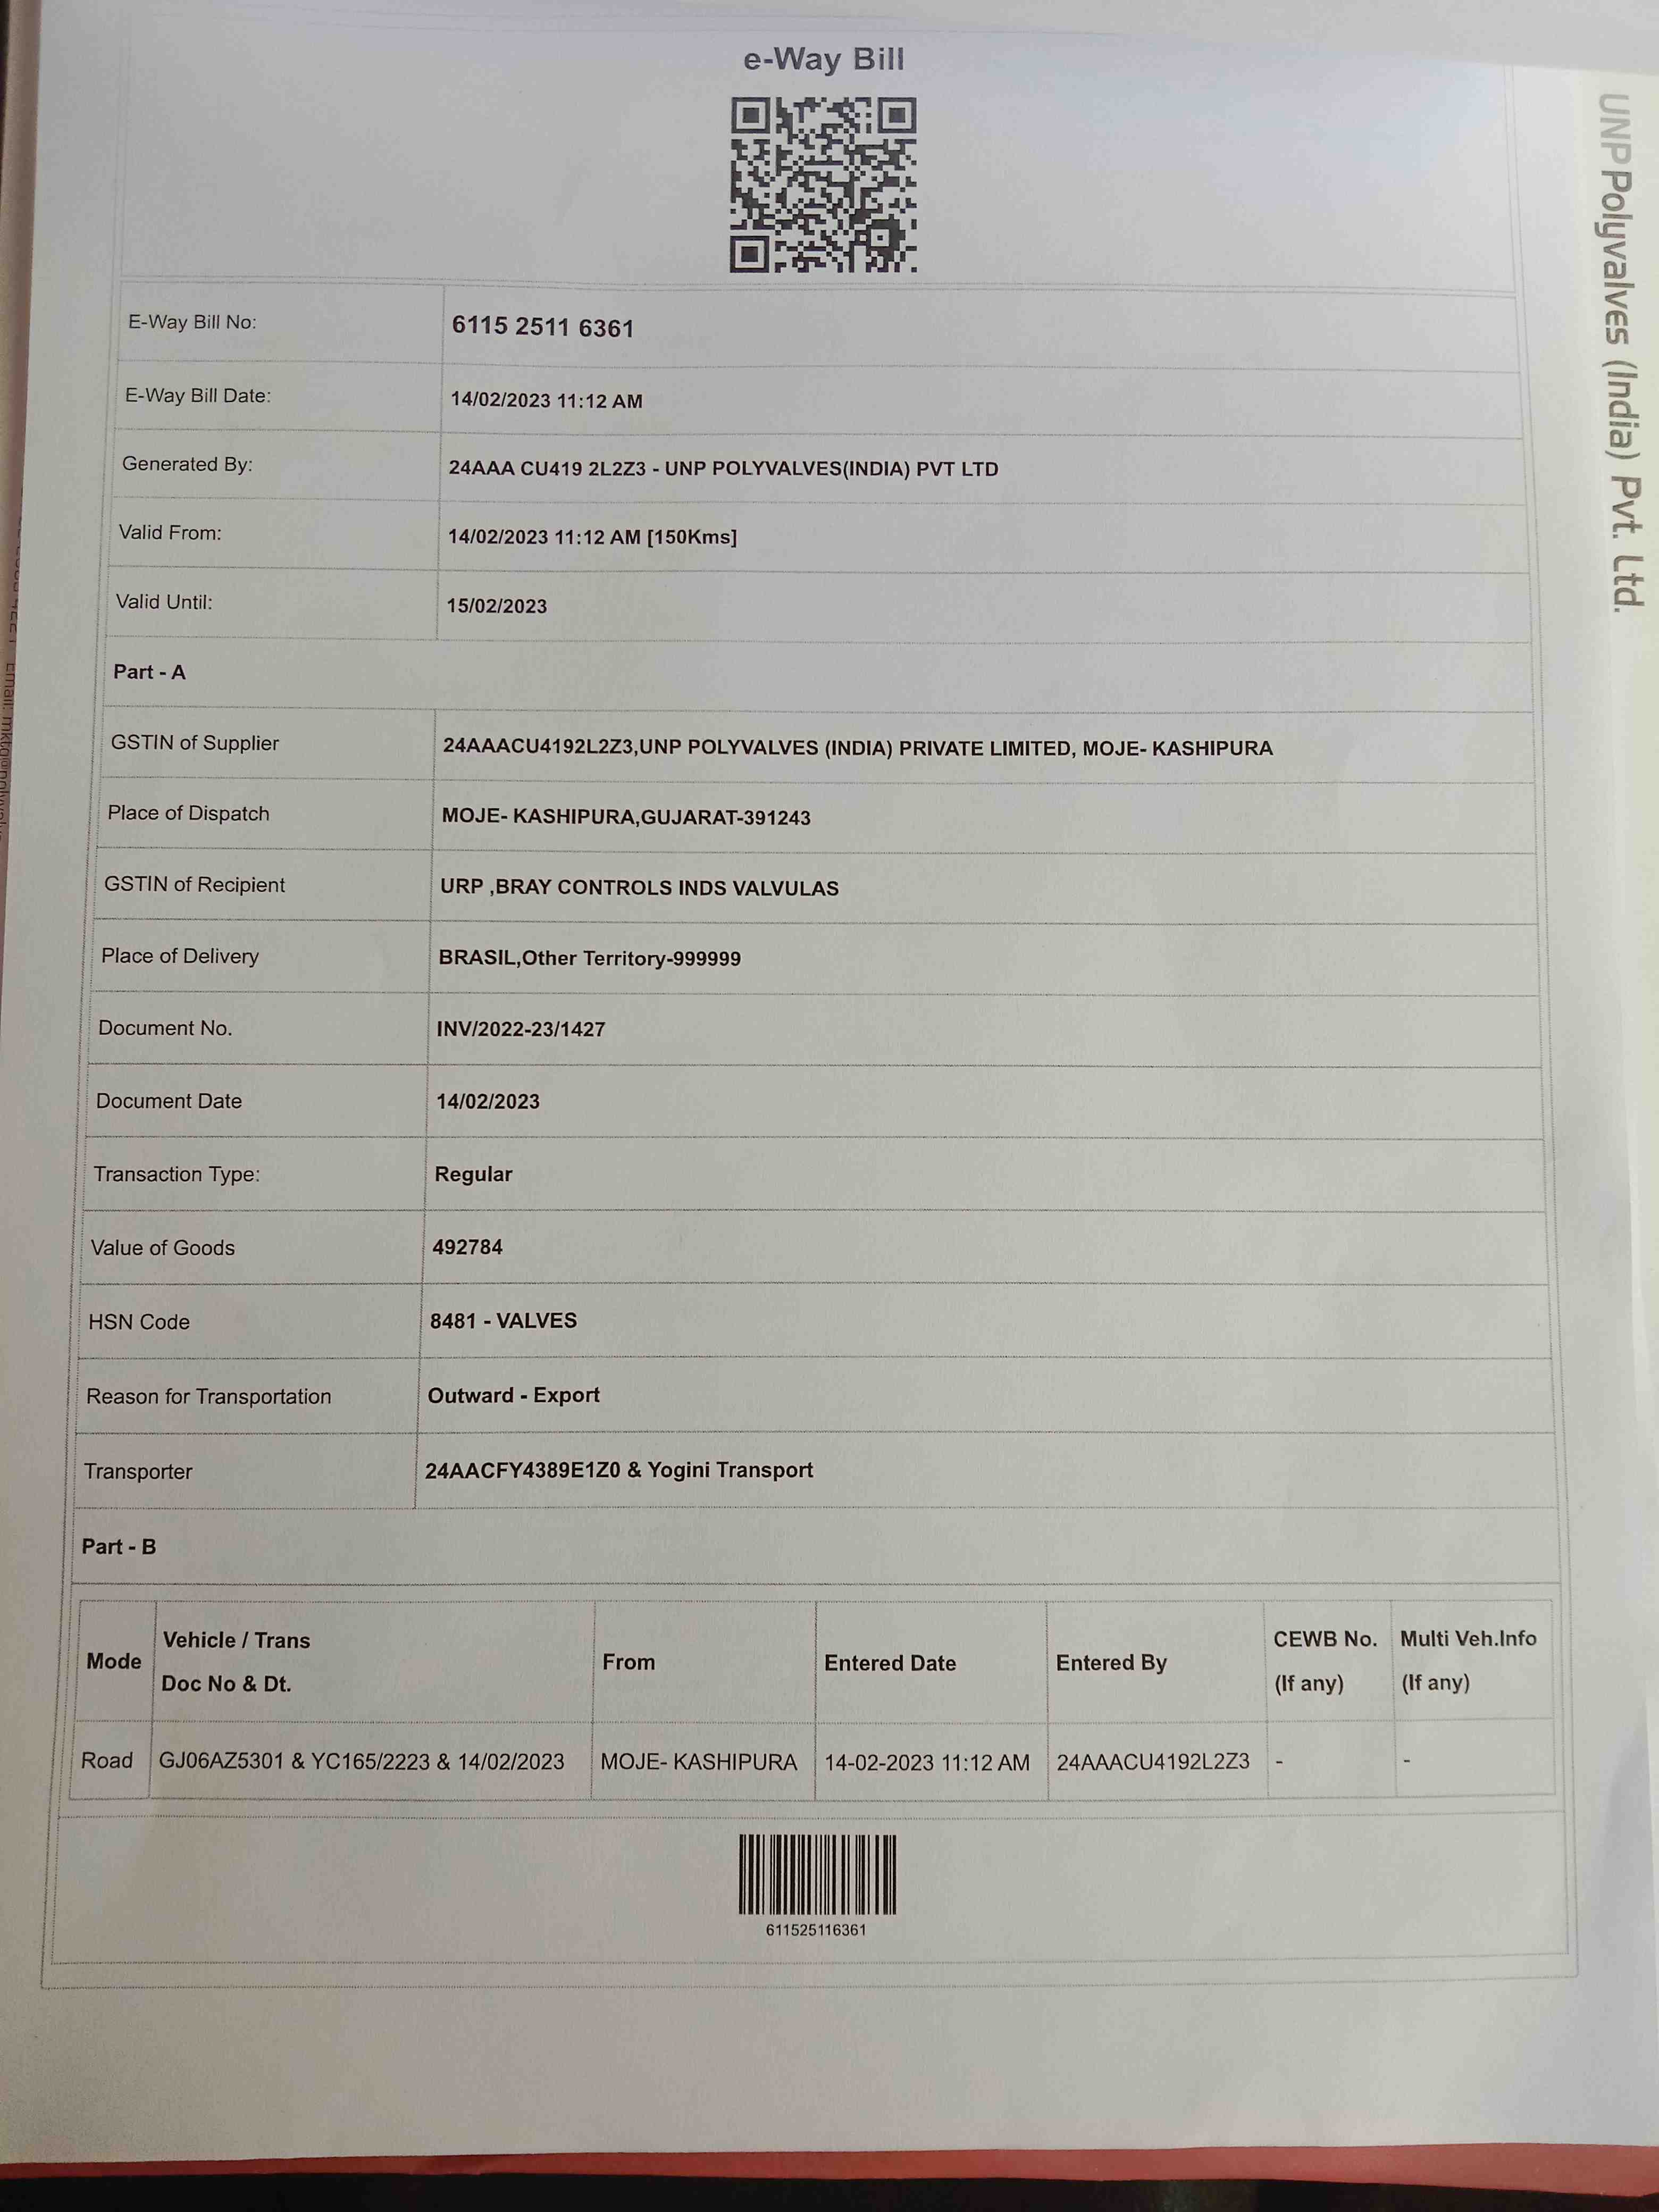 e-Way Bill
E-Way Bill No: 6115 2511 6361
E-Way Bill Date: 14/02/2023 11:12 AM
Generated By: 24AAA CU419 2L2Z3 - UNP POLYVALVES(INDIA) PVT LTD
Valid From: 14/02/2023 11:12 AM [150Kms]
Valid Until: 15/02/2023
Part - A
GSTIN of Supplier 24AAACU4192L2Z3,UNP POLYVALVES (INDIA) PRIVATE LIMITED, MOJE- KASHIPURA
Place of Dispatch MOJE- KASHIPURA,GUJARAT-391243
GSTIN of Recipient URP ,BRAY CONTROLS INDS VALVULAS
Place of Delivery BRASIL,Other Territory-999999
Document No. INV/2022-23/1427
Document Date 14/02/2023
Transaction Type: Regular
Value of Goods 492784
HSN Code 8481 - VALVES
Reason for Transportation Outward - Export
Transporter 24AACFY4389E1Z0 & Yogini Transport
Part - B
Mode Vehicle / Trans Doc No & Dt. From Entered Date Entered By CEWB No. (If any) Multi Veh.Info (If any)
Road GJ06AZ5301 & YC165/2223 & 14/02/2023 MOJE- KASHIPURA 14-02-2023 11:12 AM 24AAACU4192L2Z3 - -
611525116361
UNP Polyvalves (India) Pvt. Ltd.
Email: